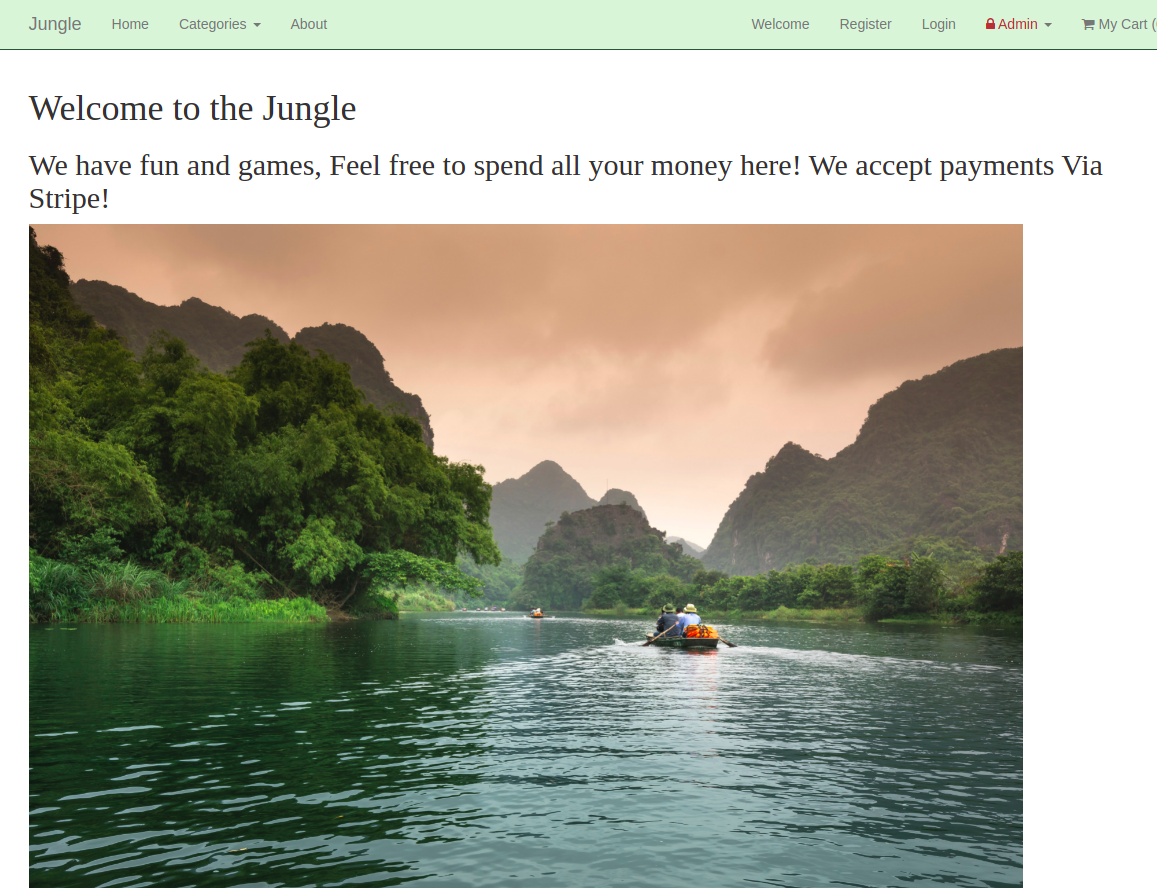 Jungle Home Categories About Welcome Register Login Admin My Cart (
Welcome to the Jungle
We have fun and games, Feel free to spend all your money here! We accept payments Via
Stripe!